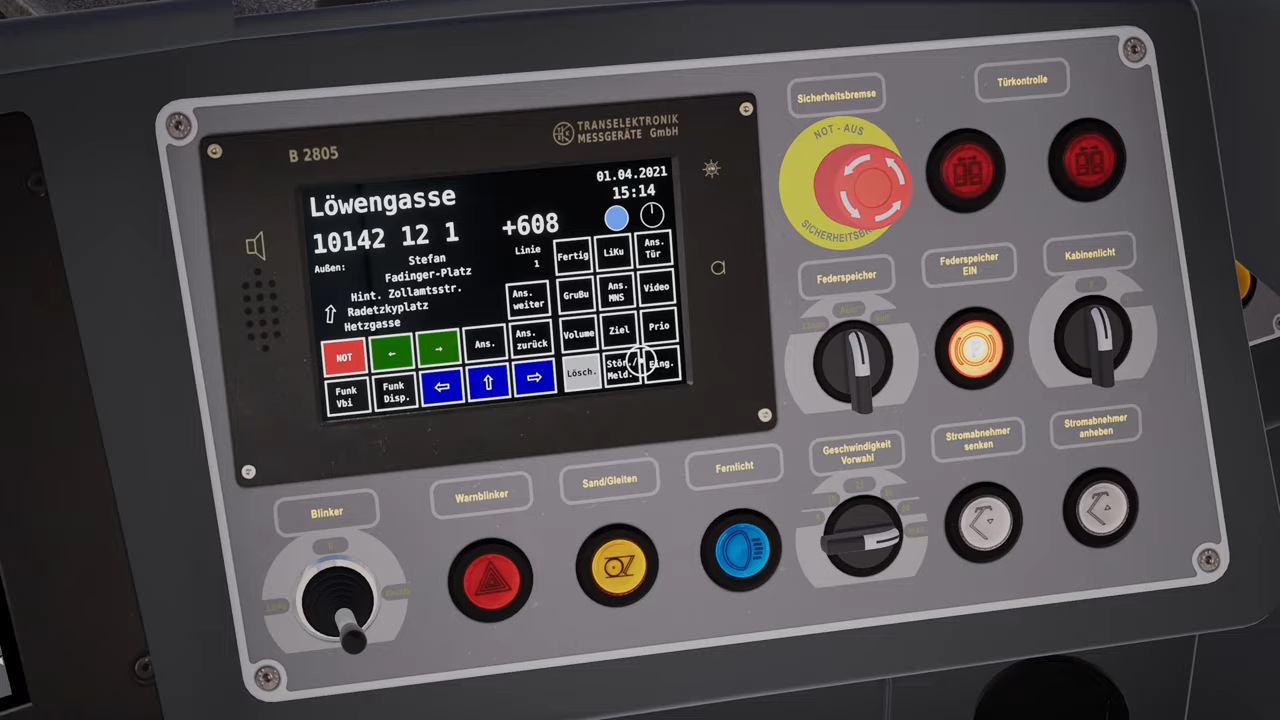 B 2805
TRANSELEKTRONIK
MESSGERÄTE GmbH
Löwengasse
01.04.2021
15:14
10142 12 1
+608
Außen:
Stefan
Fadinger-Platz
Linie
1
Hint. Zollamtsstr.
Radetzkyplatz
Hetzgasse
Fertig
LiKu
Ans.
Tür
Ans.
weiter
GruBu
Ans.
MNS
Video
NOT
←
→
Ans.
Ans.
zurück
Volume
Ziel
Prio
Funk
Vbi
Funk
Disp.
⇦
⇧
⇨
Lösch.
Stör./
Meld.
Eing.
Sicherheitsbremse
Türkontrolle
NOT - AUS
Federspeicher
Federspeicher
EIN
Kabinenlicht
Geschwindigkeit
Vorwahl
Stromabnehmer
senken
Stromabnehmer
anheben
Blinker
Warnblinker
Sand/Gleiten
Fernlicht